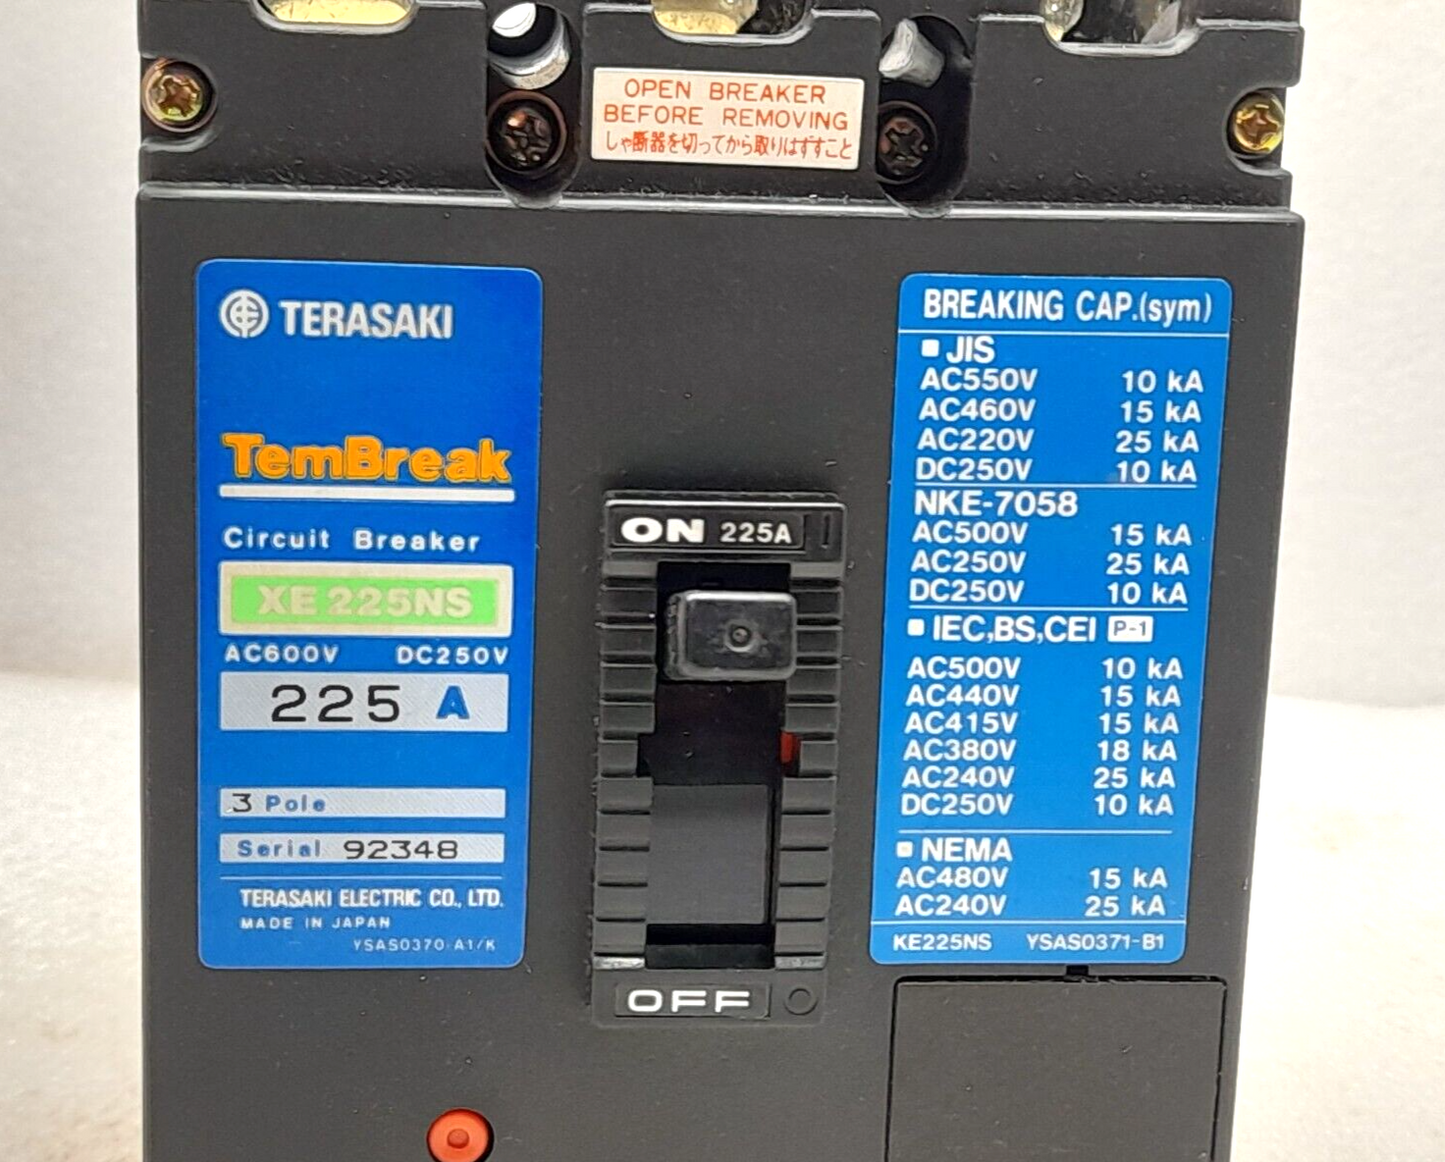 OPEN BREAKER
BEFORE REMOVING
しゃ断器を切ってから取りはずすこと
TERASAKI
TemBreak
Circuit Breaker
XE 225NS
AC600V DC250V
225 A
3 Pole
Serial 92348
TERASAKI ELECTRIC CO., LTD.
MADE IN JAPAN
YSAS0370-A1/K
ON 225A |
OFF ○
BREAKING CAP.(sym)
■ JIS
AC550V 10 kA
AC460V 15 kA
AC220V 25 kA
DC250V 10 kA
NKE-7058
AC500V 15 kA
AC250V 25 kA
DC250V 10 kA
■ IEC,BS,CEI P-1
AC500V 10 kA
AC440V 15 kA
AC415V 15 kA
AC380V 18 kA
AC240V 25 kA
DC250V 10 kA
■ NEMA
AC480V 15 kA
AC240V 25 kA
KE225NS YSAS0371-B1